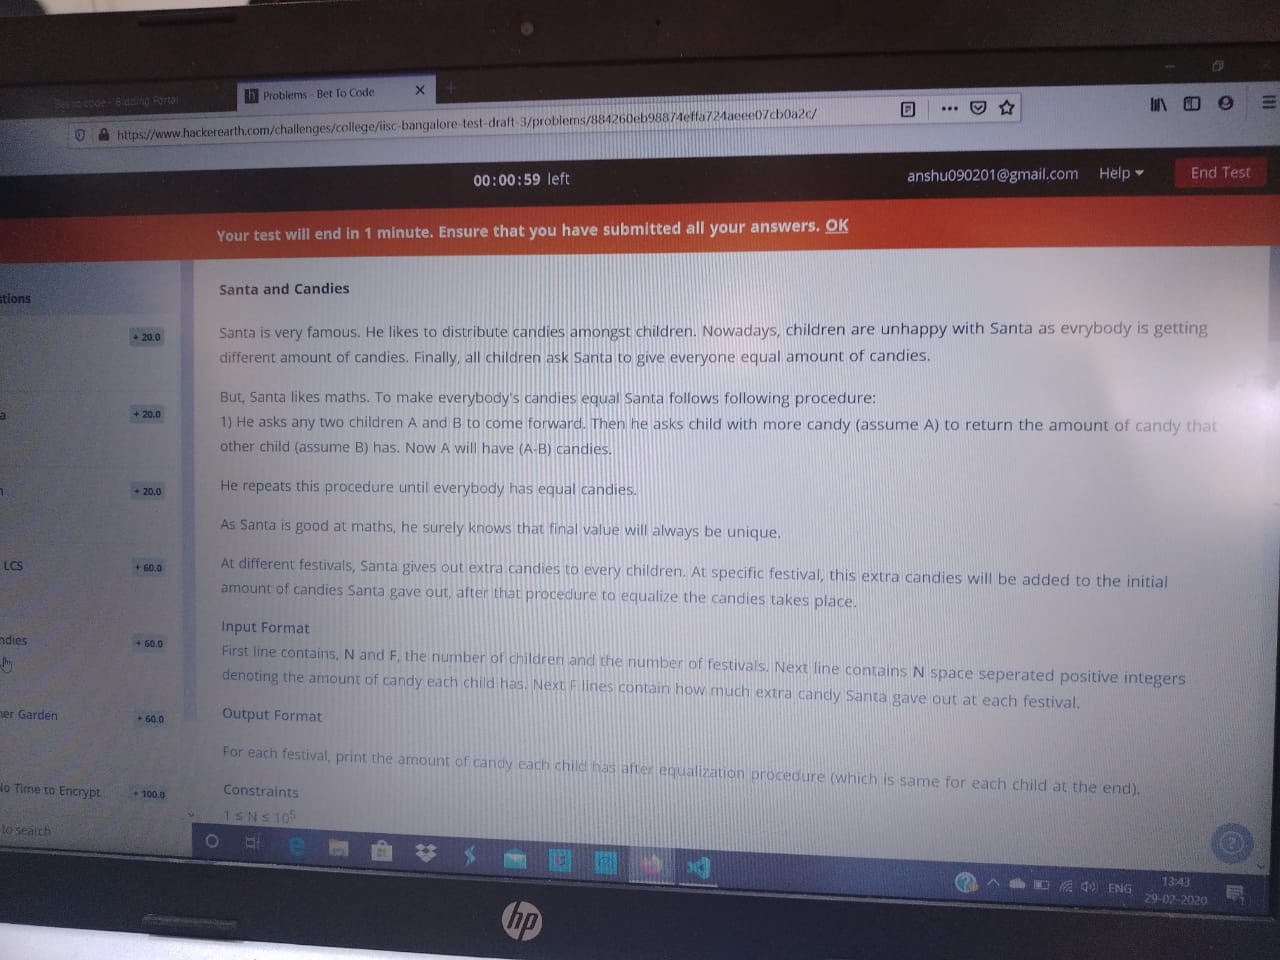 Bet to code - Bidding Portal
Problems - Bet To Code
https://www.hackerearth.com/challenges/college/iisc-bangalore-test-draft-3/problems/884260eb98874effa724aeee07cb0a2c/
00:00:59 left
anshu090201@gmail.com Help End Test
Your test will end in 1 minute. Ensure that you have submitted all your answers. OK
stions
+ 20.0
a
+ 20.0
n
+ 20.0
LCS
+ 60.0
ndies
+ 60.0
ner Garden
+ 60.0
No Time to Encrypt
+ 100.0
to search
Santa and Candies
Santa is very famous. He likes to distribute candies amongst children. Nowadays, children are unhappy with Santa as evrybody is getting
different amount of candies. Finally, all children ask Santa to give everyone equal amount of candies.
But, Santa likes maths. To make everybody's candies equal Santa follows following procedure:
1) He asks any two children A and B to come forward. Then he asks child with more candy (assume A) to return the amount of candy that
other child (assume B) has. Now A will have (A-B) candies.
He repeats this procedure until everybody has equal candies.
As Santa is good at maths, he surely knows that final value will always be unique.
At different festivals, Santa gives out extra candies to every children. At specific festival, this extra candies will be added to the initial
amount of candies Santa gave out, after that procedure to equalize the candies takes place.
Input Format
First line contains, N and F, the number of children and the number of festivals. Next line contains N space seperated positive integers
denoting the amount of candy each child has. Next F lines contain how much extra candy Santa gave out at each festival.
Output Format
For each festival, print the amount of candy each child has after equalization procedure (which is same for each child at the end).
Constraints
1 ≤ N ≤ 10⁵
ENG
13:43
29-02-2020
hp